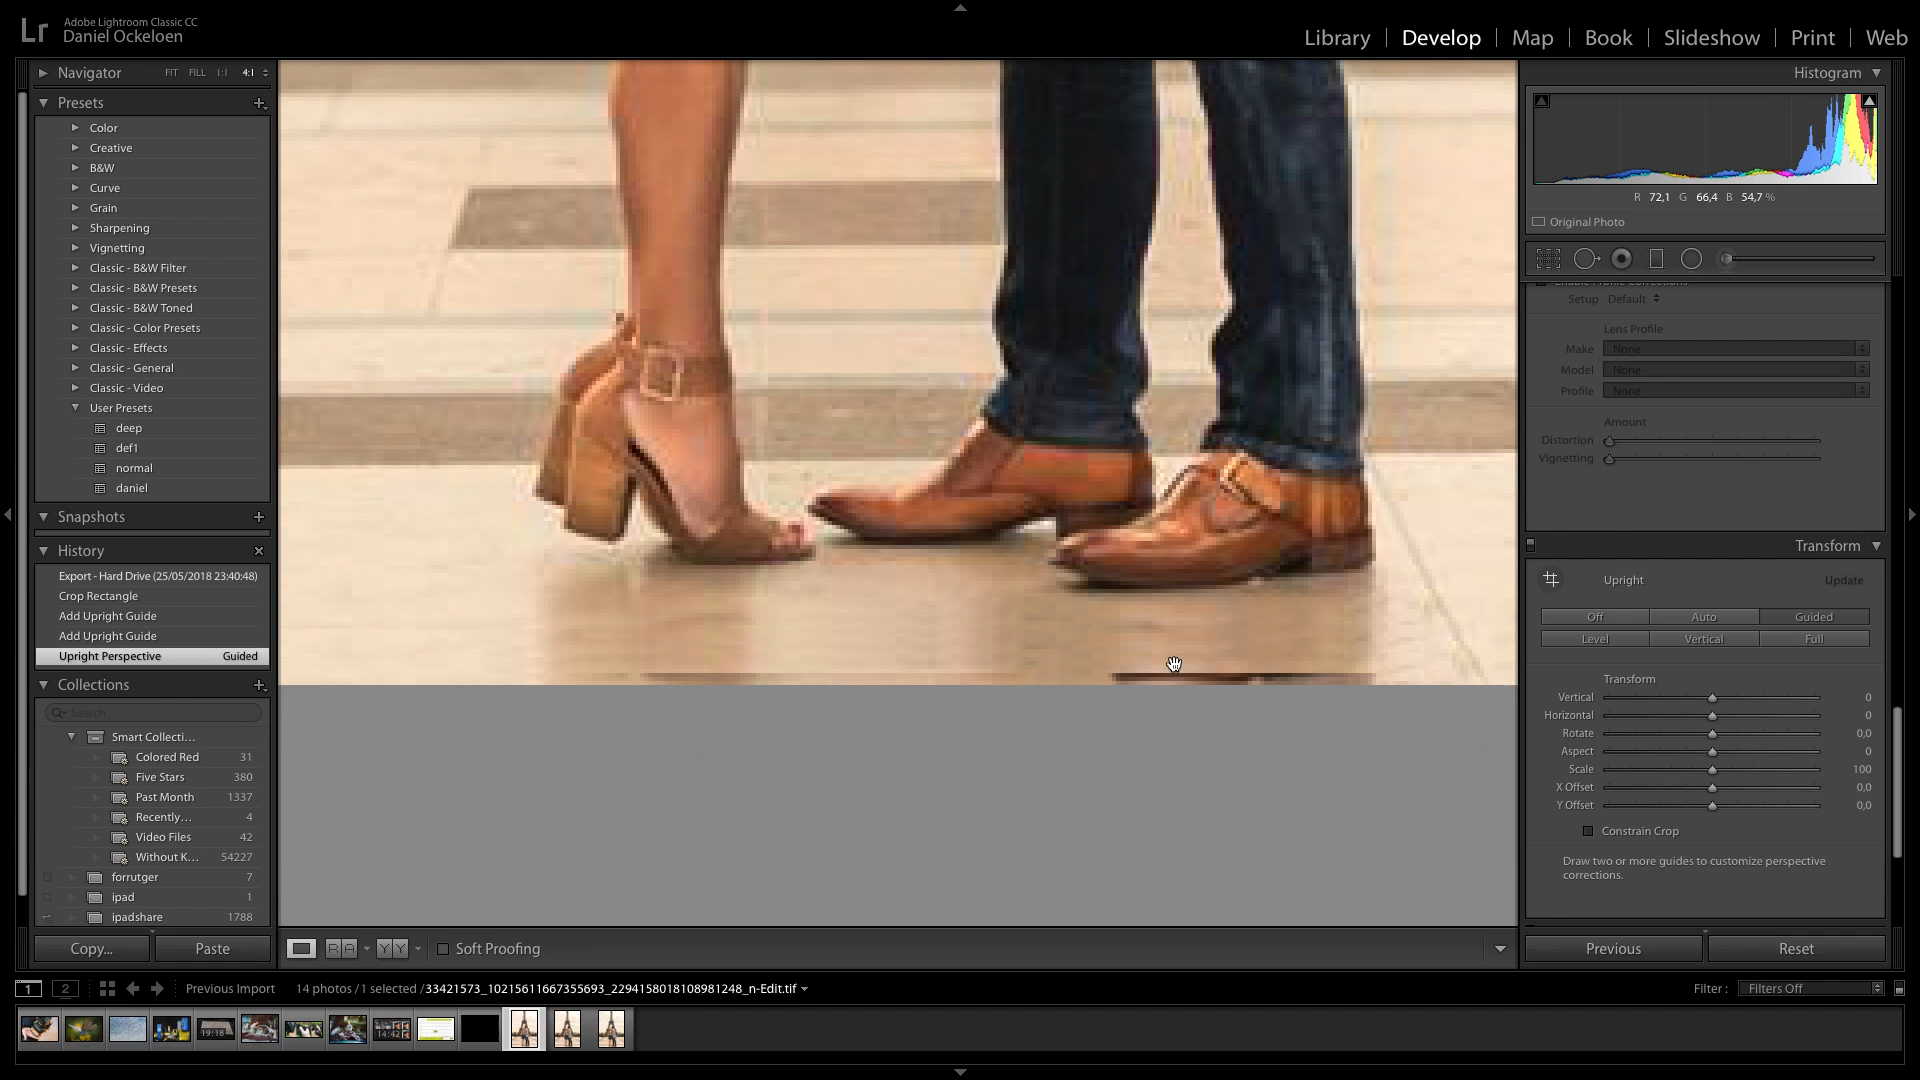 Lr
Adobe Lightroom Classic CC
Daniel Ockeloen
Library | Develop | Map | Book | Slideshow | Print | Web
Navigator FIT FILL 1:1 4:1
Presets
Color
Creative
B&W
Curve
Grain
Sharpening
Vignetting
Classic - B&W Filter
Classic - B&W Presets
Classic - B&W Toned
Classic - Color Presets
Classic - Effects
Classic - General
Classic - Video
User Presets
deep
def1
normal
daniel
Snapshots
History
Export - Hard Drive (25/05/2018 23:40:48)
Crop Rectangle
Add Upright Guide
Add Upright Guide
Upright Perspective Guided
Collections
Search
Smart Collecti...
Colored Red 31
Five Stars 380
Past Month 1337
Recently... 4
Video Files 42
Without K... 54227
forrutger 7
ipad 1
ipadshare 1788
Copy... Paste
R A Y Y Soft Proofing
Histogram
R 72,1 G 66,4 B 54,7 %
Original Photo
Enable Profile Corrections
Setup Default
Lens Profile
Make None
Model None
Profile None
Amount
Distortion
Vignetting
Transform
Upright Update
Off Auto Guided
Level Vertical Full
Transform
Vertical 0
Horizontal 0
Rotate 0,0
Aspect 0
Scale 100
X Offset 0,0
Y Offset 0,0
Constrain Crop
Draw two or more guides to customize perspective
corrections.
Previous Reset
1 2 Previous Import 14 photos / 1 selected / 33421573_10215611667355693_2294158018108981248_n-Edit.tif Filter : Filters Off
19:18
14:42